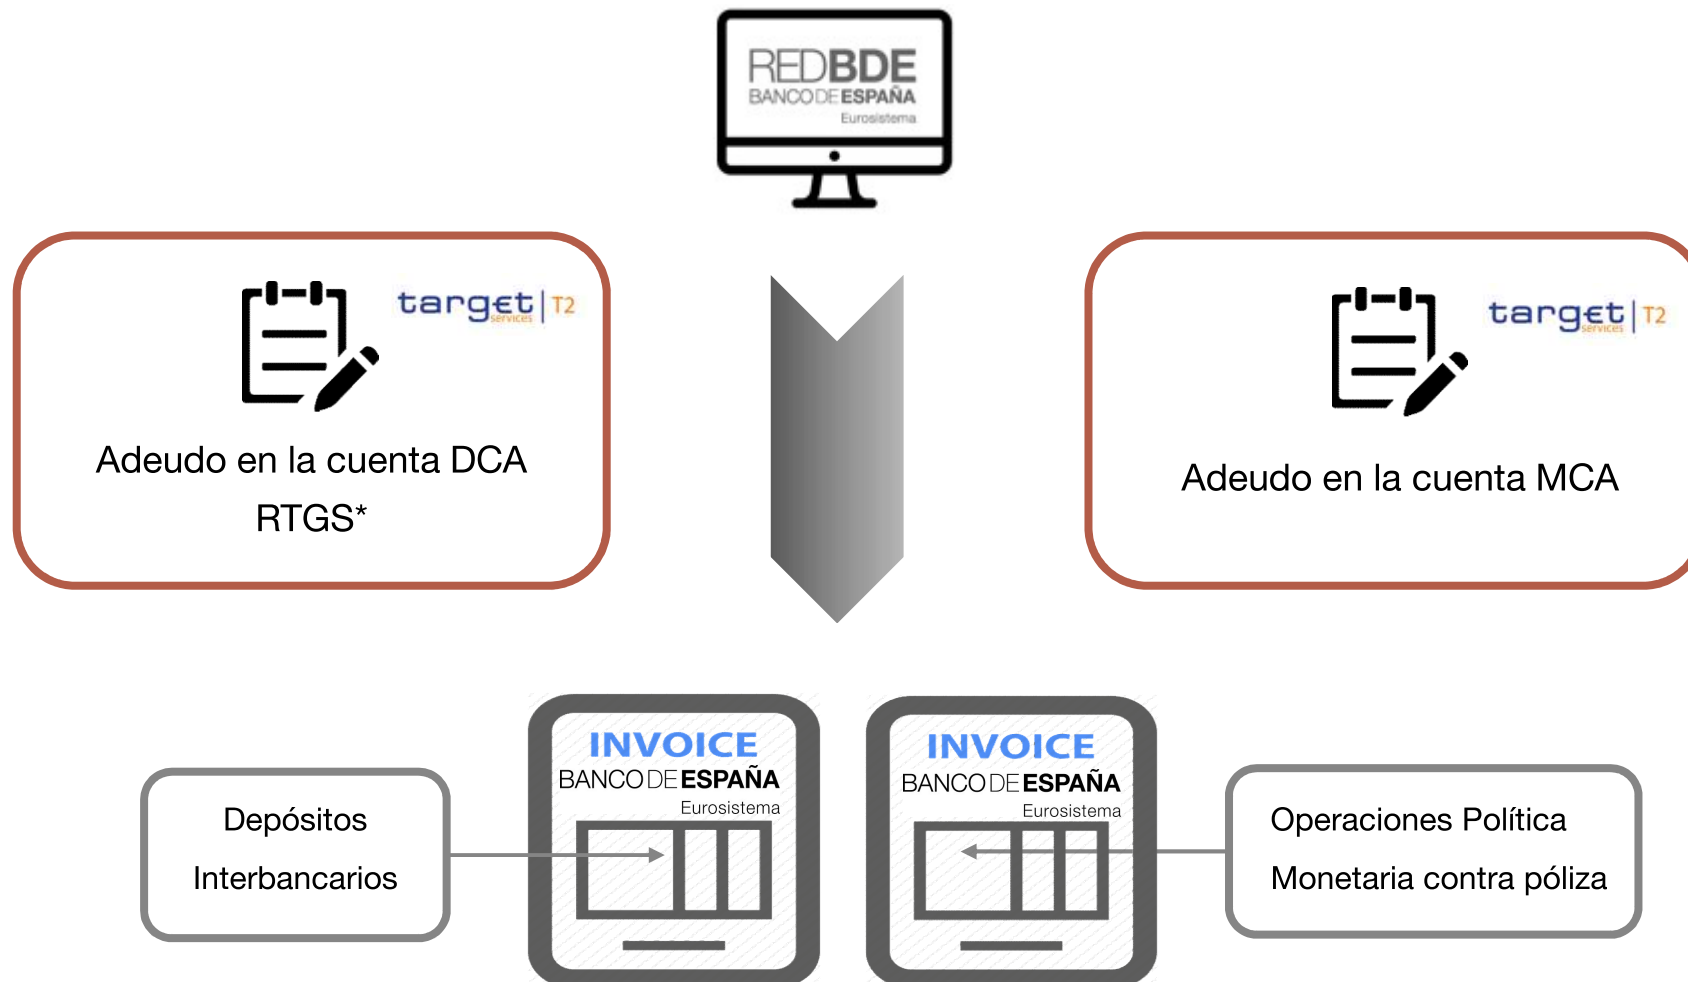 REDBDE
BANCO DE ESPAÑA
Eurosistema
target | T2
services
Adeudo en la cuenta DCA
RTGS*
target | T2
services
Adeudo en la cuenta MCA
INVOICE
BANCO DE ESPAÑA
Eurosistema
INVOICE
BANCO DE ESPAÑA
Eurosistema
Depósitos
Interbancarios
Operaciones Política
Monetaria contra póliza